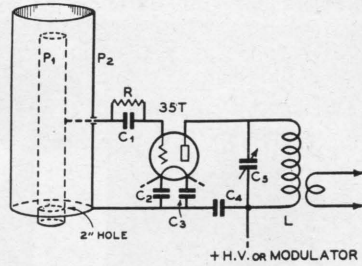 P1
P2
R
C1
35T
C2
C3
C4
C5
L
2" HOLE
+ H.V. OR MODULATOR